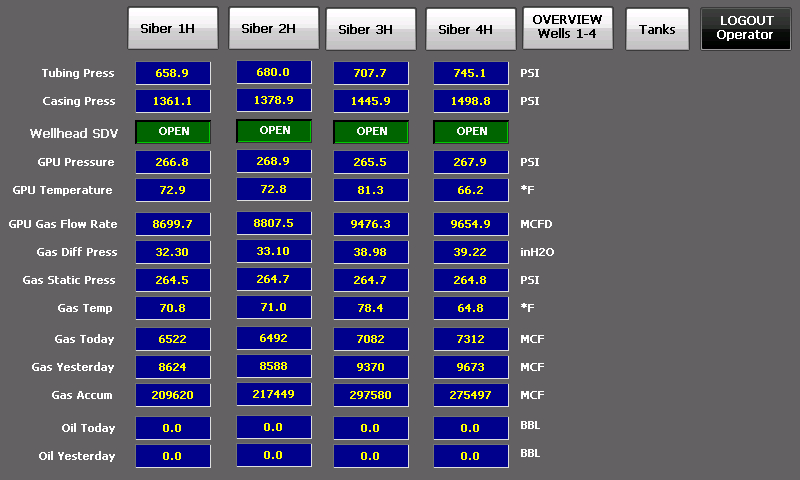 Siber 1H Siber 2H Siber 3H Siber 4H OVERVIEW Wells 1-4 Tanks LOGOUT Operator
Tubing Press 658.9 680.0 707.7 745.1 PSI
Casing Press 1361.1 1378.9 1445.9 1498.8 PSI
Wellhead SDV OPEN OPEN OPEN OPEN
GPU Pressure 266.8 268.9 265.5 267.9 PSI
GPU Temperature 72.9 72.8 81.3 66.2 *F
GPU Gas Flow Rate 8699.7 8807.5 9476.3 9654.9 MCFD
Gas Diff Press 32.30 33.10 38.98 39.22 inH2O
Gas Static Press 264.5 264.7 264.7 264.8 PSI
Gas Temp 70.8 71.0 78.4 64.8 *F
Gas Today 6522 6492 7082 7312 MCF
Gas Yesterday 8624 8588 9370 9673 MCF
Gas Accum 209620 217449 297580 275497 MCF
Oil Today 0.0 0.0 0.0 0.0 BBL
Oil Yesterday 0.0 0.0 0.0 0.0 BBL